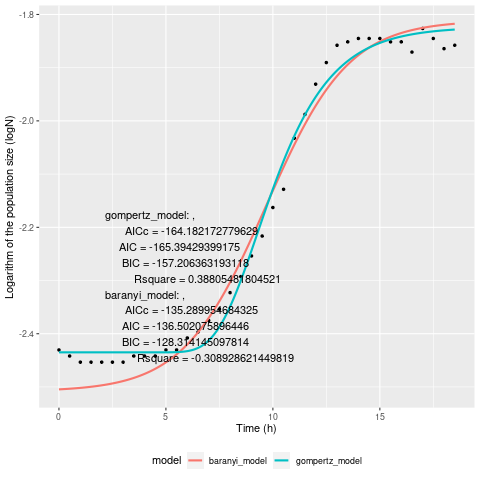 -1.8
-2.0
-2.2
-2.4
Logarithm of the population size (logN)
gompertz_model: ,
AICc = -164.182172779629
AIC = -165.39429399175
BIC = -157.206363193118
Rsquare = 0.38805481804521
baranyi_model: ,
AICc = -135.289954684325
AIC = -136.502075896446
BIC = -128.314145097814
Rsquare = -0.308928621449819
0 5 10 15
Time (h)
model baranyi_model gompertz_model